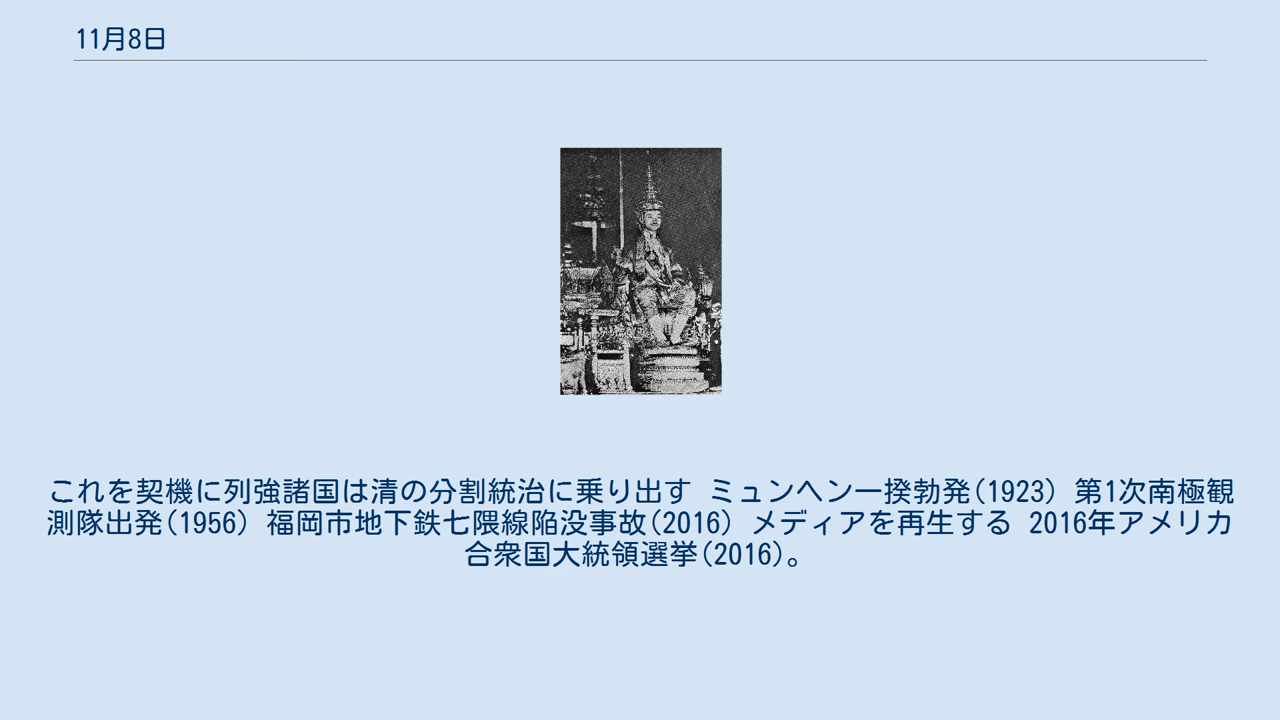 11月8日
これを契機に列強諸国は清の分割統治に乗り出す ミュンヘン一揆勃発(1923) 第1次南極観
測隊出発(1956) 福岡市地下鉄七隈線陥没事故(2016) メディアを再生する 2016年アメリカ
合衆国大統領選挙(2016)。